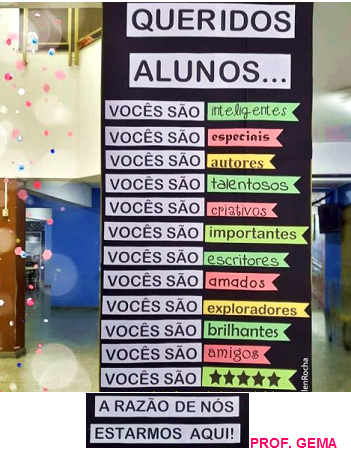 QUERIDOS
ALUNOS...
VOCÊS SÃO inteligentes
VOCÊS SÃO especiais
VOCÊS SÃO autores
VOCÊS SÃO talentosos
VOCÊS SÃO criativos
VOCÊS SÃO importantes
VOCÊS SÃO escritores
VOCÊS SÃO amados
VOCÊS SÃO exploradores
VOCÊS SÃO brilhantes
VOCÊS SÃO amigos
VOCÊS SÃO ★★★★★
lenRocha
A RAZÃO DE NÓS
ESTARMOS AQUI!
PROF. GEMA